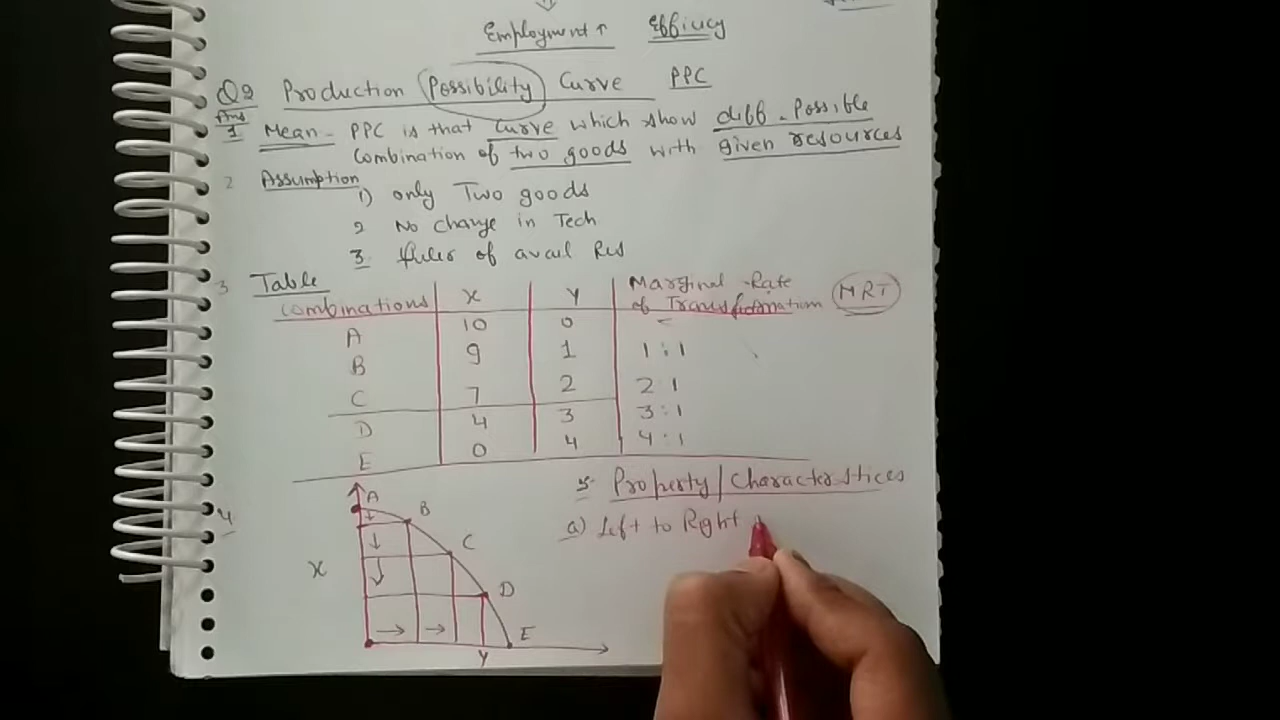 Employment ↑ Efficucy
Q2 Production Possibility Curve PPC
Ans
1 Mean - PPC is that curve which show diff. Possible
Combination of two goods with given resources
2 Assumption
1) only Two goods
2 No change in Tech
3 fuller of avail Res
3 Table
Combinations X Y Marginal Rate
of Transformation MRT
A 10 0 -
B 9 1 1 : 1
C 7 2 2 1
D 4 3 3 : 1
E 0 4 4 : 1
5. Property / Characterstices
4 A B a) Left to Right
C
X D
E
Y